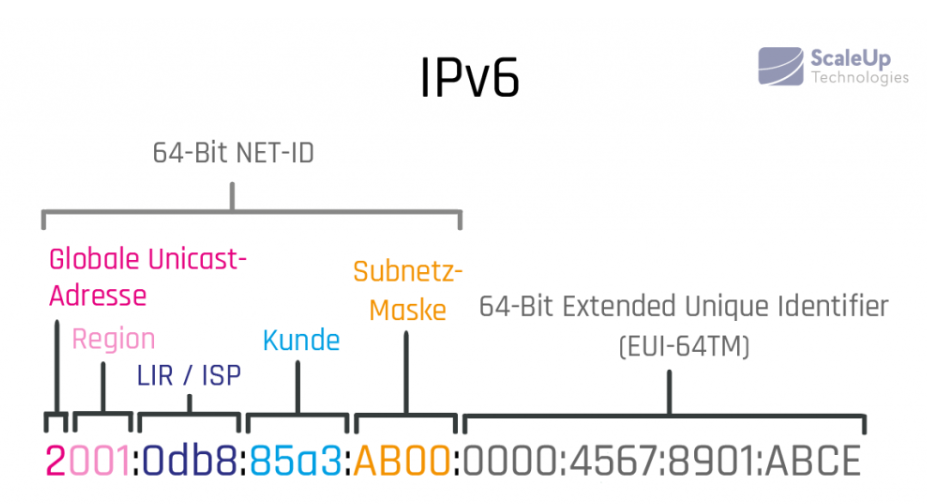 IPv6
ScaleUp
Technologies
64-Bit NET-ID
Globale Unicast-
Adresse
Region
LIR / ISP
Kunde
Subnetz-
Maske
64-Bit Extended Unique Identifier
(EUI-64TM)
2001:0db8:85a3:AB00:0000:4567:8901:ABCE